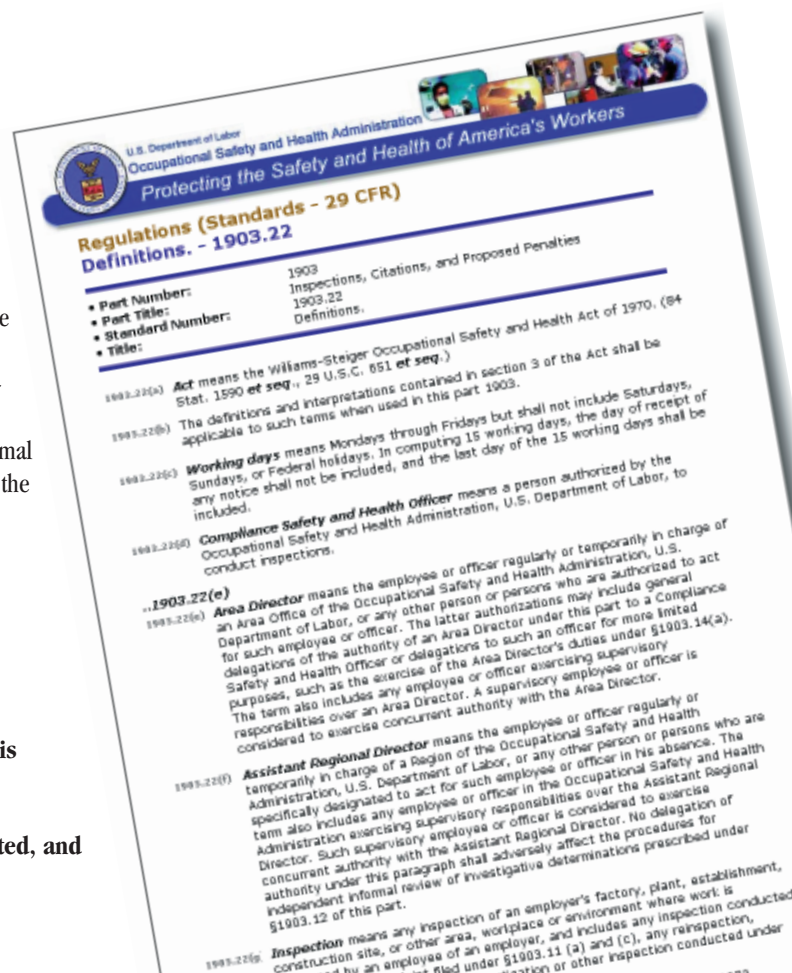 U.S. Department of Labor
Occupational Safety and Health Administration
Protecting the Safety and Health of America's Workers
Regulations (Standards - 29 CFR)
Definitions. - 1903.22
• Part Number: 1903
• Part Title: Inspections, Citations, and Proposed Penalties
• Standard Number: 1903.22
• Title: Definitions.
1903.22(a) Act means the Williams-Steiger Occupational Safety and Health Act of 1970. (84
Stat. 1590 et seq., 29 U.S.C. 651 et seq.)
1903.22(b) The definitions and interpretations contained in section 3 of the Act shall be
applicable to such terms when used in this part 1903.
1903.22(c) Working days means Mondays through Fridays but shall not include Saturdays,
Sundays, or Federal holidays. In computing 15 working days, the day of receipt of
any notice shall not be included, and the last day of the 15 working days shall be
included.
1903.22(d) Compliance Safety and Health Officer means a person authorized by the
Occupational Safety and Health Administration, U.S. Department of Labor, to
conduct inspections.
..1903.22(e)
1903.22(e) Area Director means the employee or officer regularly or temporarily in charge of
an Area Office of the Occupational Safety and Health Administration, U.S.
Department of Labor, or any other person or persons who are authorized to act
for such employee or officer. The latter authorizations may include general
delegations of the authority of an Area Director under this part to a Compliance
Safety and Health Officer or delegations to such an officer for more limited
purposes, such as the exercise of the Area Director's duties under §1903.14(a).
The term also includes any employee or officer exercising supervisory
responsibilities over an Area Director. A supervisory employee or officer is
considered to exercise concurrent authority with the Area Director.
1903.22(f) Assistant Regional Director means the employee or officer regularly or
temporarily in charge of a Region of the Occupational Safety and Health
Administration, U.S. Department of Labor, or any other person or persons who are
specifically designated to act for such employee or officer in his absence. The
term also includes any employee or officer in the Occupational Safety and Health
Administration exercising supervisory responsibilities over the Assistant Regional
Director. Such supervisory employee or officer is considered to exercise
concurrent authority with the Assistant Regional Director. No delegation of
authority under this paragraph shall adversely affect the procedures for
independent informal review of investigative determinations prescribed under
§1903.12 of this part.
1903.22(g) Inspection means any inspection of an employer's factory, plant, establishment,
construction site, or other area, workplace or environment where work is
by an employee of an employer, and includes any inspection conducted
filed under §1903.11 (a) and (c), any reinspection,
or other inspection conducted under
the
is
and